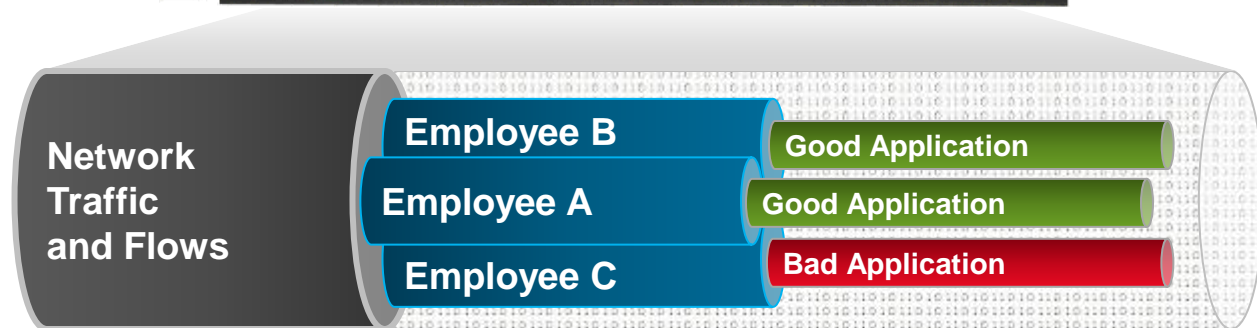 Network
Traffic
and Flows
Employee B
Employee A
Employee C
Good Application
Good Application
Bad Application